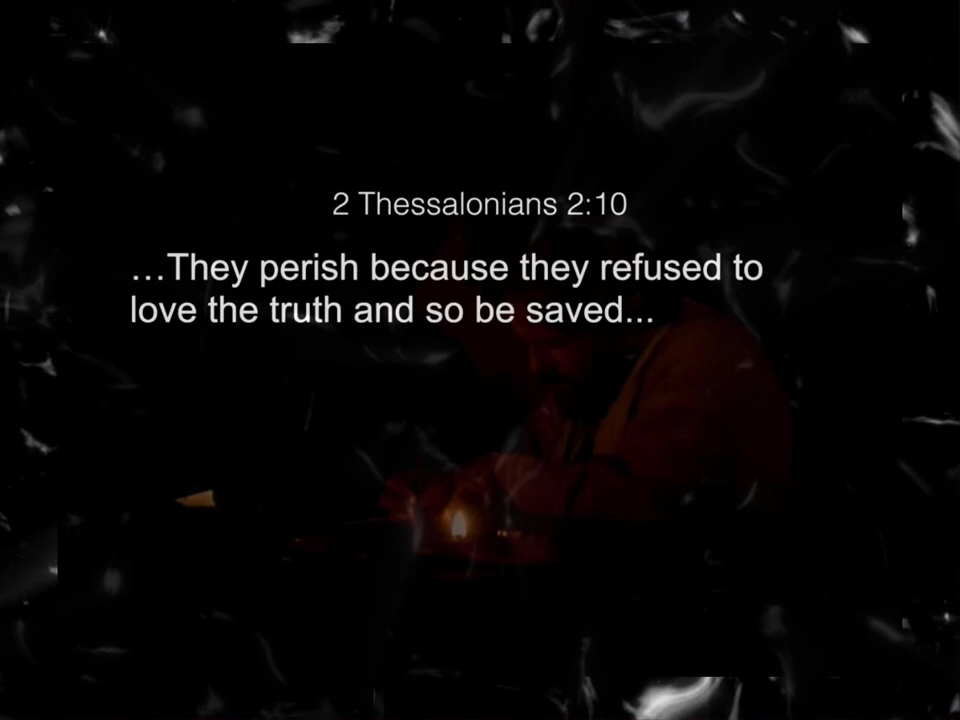 2 Thessalonians 2:10
…They perish because they refused to
love the truth and so be saved...